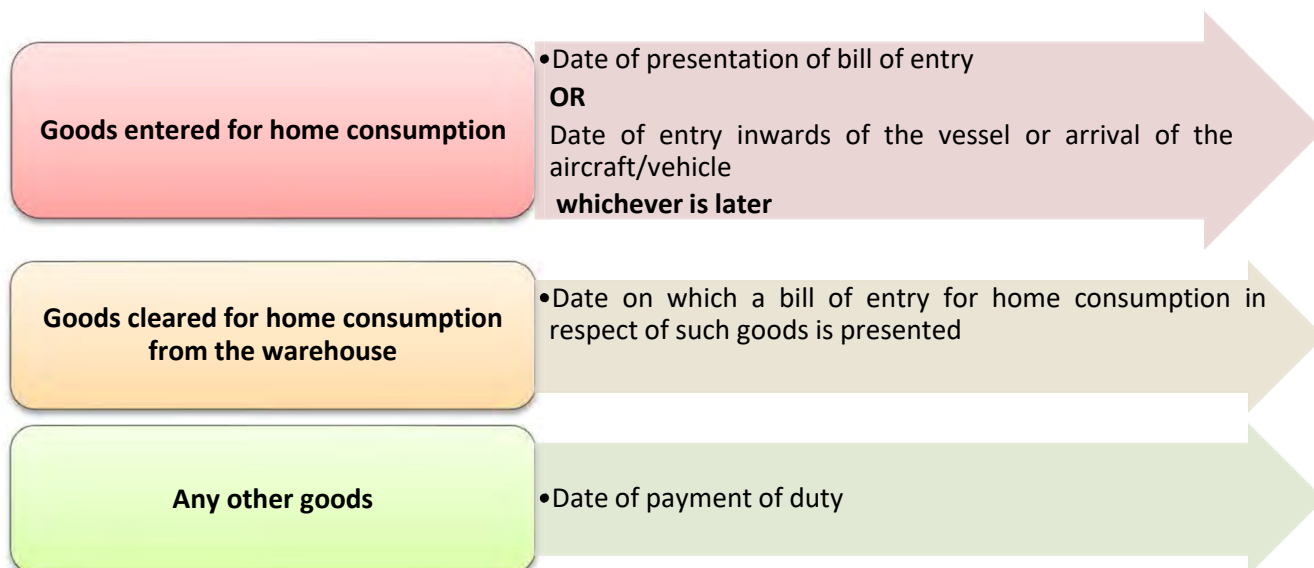 Goods entered for home consumption
•Date of presentation of bill of entry
OR
Date of entry inwards of the vessel or arrival of the
aircraft/vehicle
whichever is later
Goods cleared for home consumption
from the warehouse
•Date on which a bill of entry for home consumption in
respect of such goods is presented
Any other goods
•Date of payment of duty